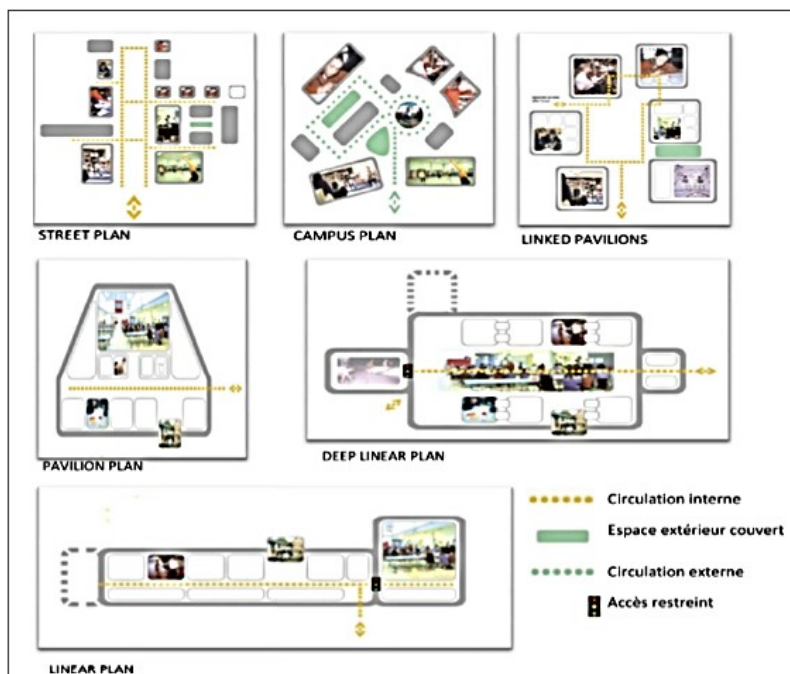 STREET PLAN
CAMPUS PLAN
LINKED PAVILIONS
PAVILION PLAN
DEEP LINEAR PLAN
Circulation interne
Espace extérieur couvert
Circulation externe
Accès restreint
LINEAR PLAN